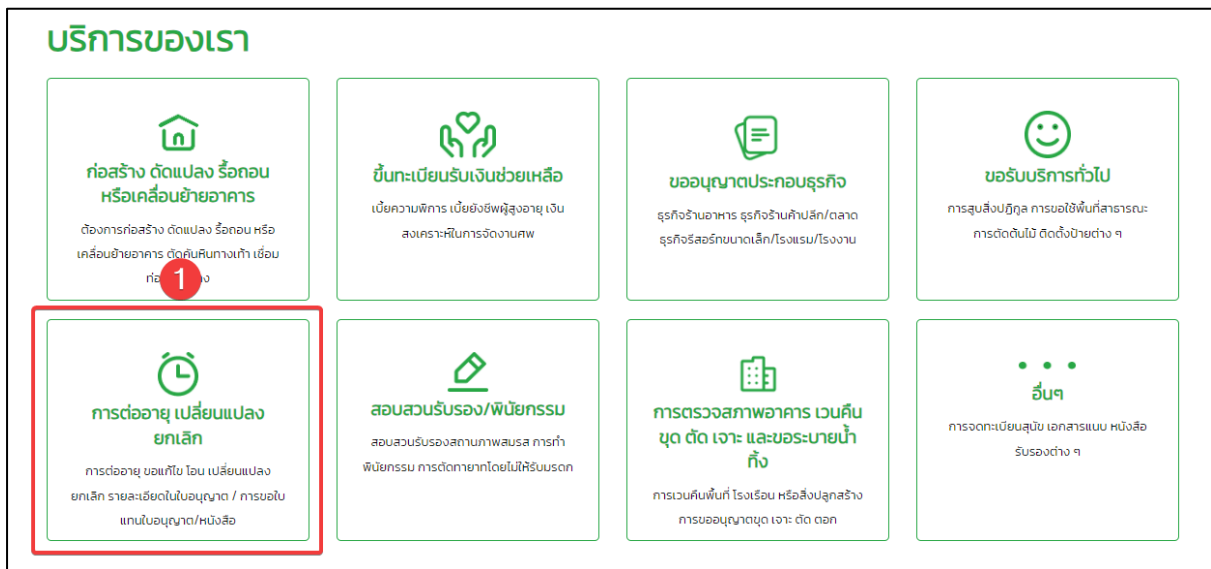 บริการของเรา
ก่อสร้าง ดัดแปลง รื้อถอน
หรือเคลื่อนย้ายอาคาร
ต้องการก่อสร้าง ดัดแปลง รื้อถอน หรือ
เคลื่อนย้ายอาคาร ตัดคันหินทางเท้า เชื่อม
1
ขึ้นทะเบียนรับเงินช่วยเหลือ
เบี้ยความพิการ เบี้ยยังชีพผู้สูงอายุ เงิน
สงเคราะห์ในการจัดงานศพ
ขออนุญาตประกอบธุรกิจ
ธุรกิจร้านอาหาร ธุรกิจร้านค้าปลีก/ตลาด
ธุรกิจรีสอร์ทขนาดเล็ก/โรงแรม/โรงงาน
ขอรับบริการทั่วไป
การสูบสิ่งปฏิกูล การขอใช้พื้นที่สาธารณะ
การตัดต้นไม้ ติดตั้งป้ายต่าง ๆ
การต่ออายุ เปลี่ยนแปลง
ยกเลิก
การต่ออายุ ขอแก้ไข โอน เปลี่ยนแปลง
ยกเลิก รายละเอียดในใบอนุญาต / การขอใบ
แทนใบอนุญาต/หนังสือ
สอบสวนรับรอง/พินัยกรรม
สอบสวนรับรองสถานภาพสมรส การทำ
พินัยกรรม การตัดทายาทโดยไม่ให้รับมรดก
การตรวจสภาพอาคาร เวนคืน
ขุด ตัด เจาะ และขอระบายน้ำ
ทิ้ง
การเวนคืนพื้นที่ โรงเรือน หรือสิ่งปลูกสร้าง
การขออนุญาตขุด เจาะ ตัด ตอก
อื่นๆ
การจดทะเบียนสุนัข เอกสารแนบ หนังสือ
รับรองต่าง ๆ